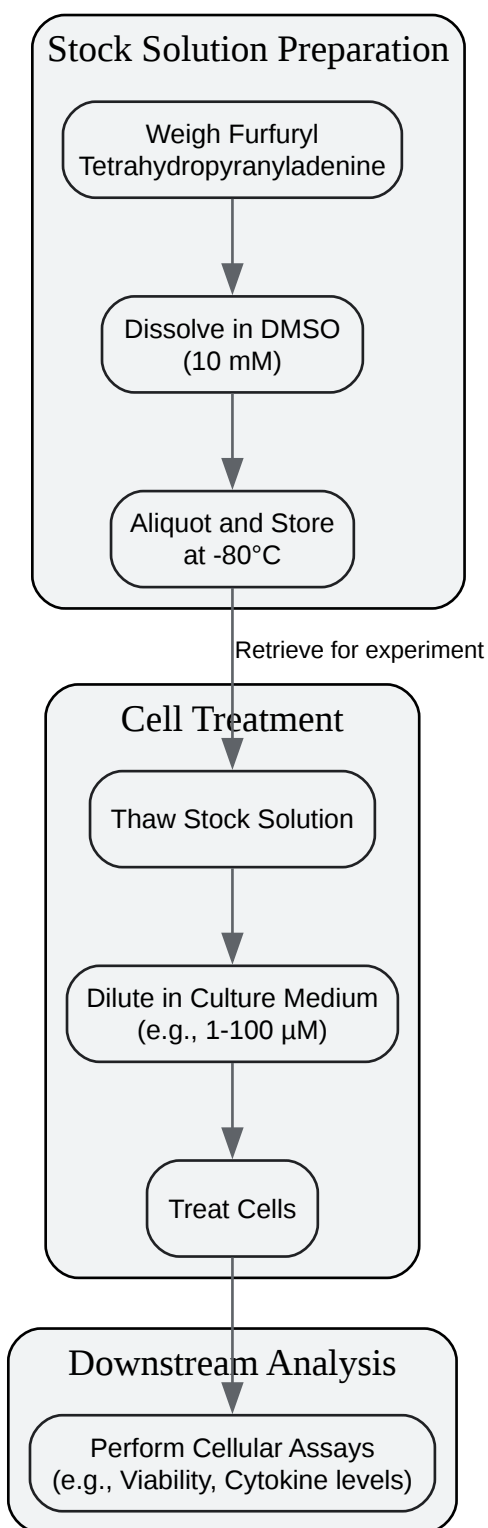 Stock Solution Preparation
Weigh Furfuryl
Tetrahydropyranyladenine
Dissolve in DMSO
(10 mM)
Aliquot and Store
at -80°C
Retrieve for experiment
Cell Treatment
Thaw Stock Solution
Dilute in Culture Medium
(e.g., 1-100 µM)
Treat Cells
Downstream Analysis
Perform Cellular Assays
(e.g., Viability, Cytokine levels)